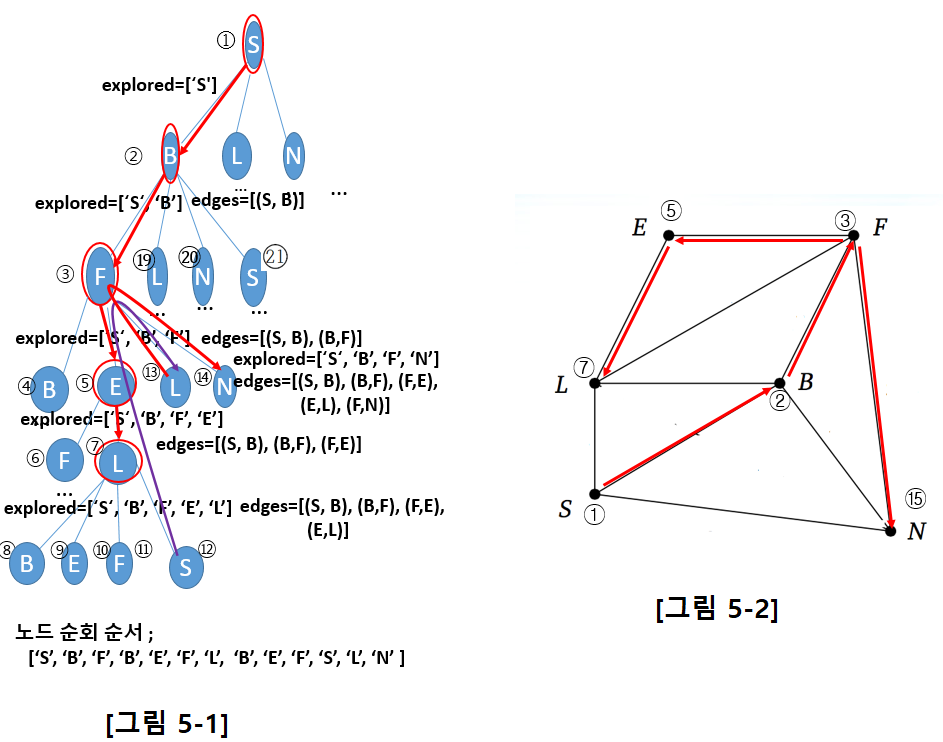 ① S
explored=['S']
② B L N
... ...
explored=['S', 'B'] edges=[(S, B)]
③ F ⑲ L ⑳ N S ㉑
... ... ...
explored=['S', 'B', 'F'] edges=[(S, B), (B,F)]
explored=['S', 'B', 'F', 'N']
④ B ⑤ E ⑬ L ⑭ N
edges=[(S, B), (B,F), (F,E),
(E,L), (F,N)]
explored=['S', 'B', 'F', 'E']
edges=[(S, B), (B,F), (F,E)]
⑥ F ⑦ L
...
explored=['S', 'B', 'F', 'E', 'L'] edges=[(S, B), (B,F), (F,E),
(E,L)]
⑧ B ⑨ E ⑩ F ⑪ S ⑫
노드 순회 순서 ;
['S', 'B', 'F', 'B', 'E', 'F', 'L', 'B', 'E', 'F', 'S', 'L', 'N' ]
[그림 5-1]
E ⑤ ③ F
L ⑦ B ②
S ① ⑮ N
[그림 5-2]